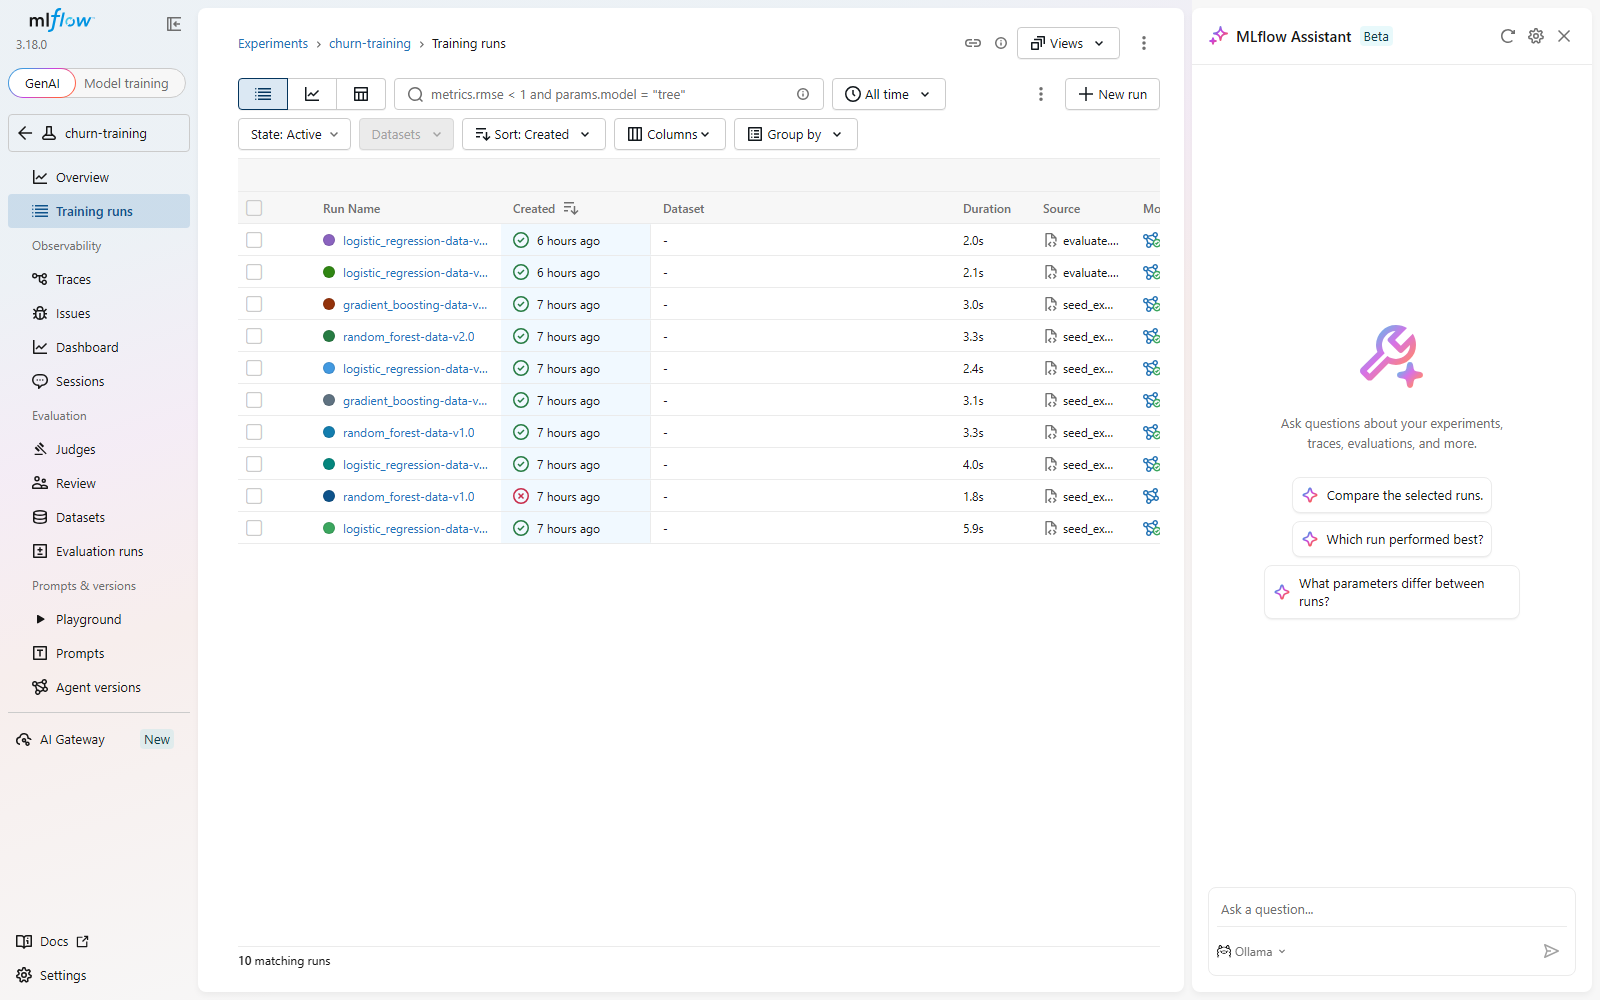 mlflow
3.18.0
GenAI
Model training
churn-training
Overview
Training runs
Observability
Traces
Issues
Dashboard
Sessions
Evaluation
Judges
Review
Datasets
Evaluation runs
Prompts & versions
Playground
Prompts
Agent versions
AI Gateway
New
Docs
Settings
Experiments › churn-training › Training runs
Views
metrics.rmse < 1 and params.model = "tree"
All time
New run
State: Active
Datasets
Sort: Created
Columns
Group by
Run Name Created Dataset Duration Source Mo
logistic_regression-data-v... 6 hours ago - 2.0s evaluate....
logistic_regression-data-v... 6 hours ago - 2.1s evaluate....
gradient_boosting-data-v... 7 hours ago - 3.0s seed_ex...
random_forest-data-v2.0 7 hours ago - 3.3s seed_ex...
logistic_regression-data-v... 7 hours ago - 2.4s seed_ex...
gradient_boosting-data-v... 7 hours ago - 3.1s seed_ex...
random_forest-data-v1.0 7 hours ago - 3.3s seed_ex...
logistic_regression-data-v... 7 hours ago - 4.0s seed_ex...
random_forest-data-v1.0 7 hours ago - 1.8s seed_ex...
logistic_regression-data-v... 7 hours ago - 5.9s seed_ex...
10 matching runs
MLflow Assistant Beta
Ask questions about your experiments,
traces, evaluations, and more.
Compare the selected runs.
Which run performed best?
What parameters differ between
runs?
Ask a question...
Ollama